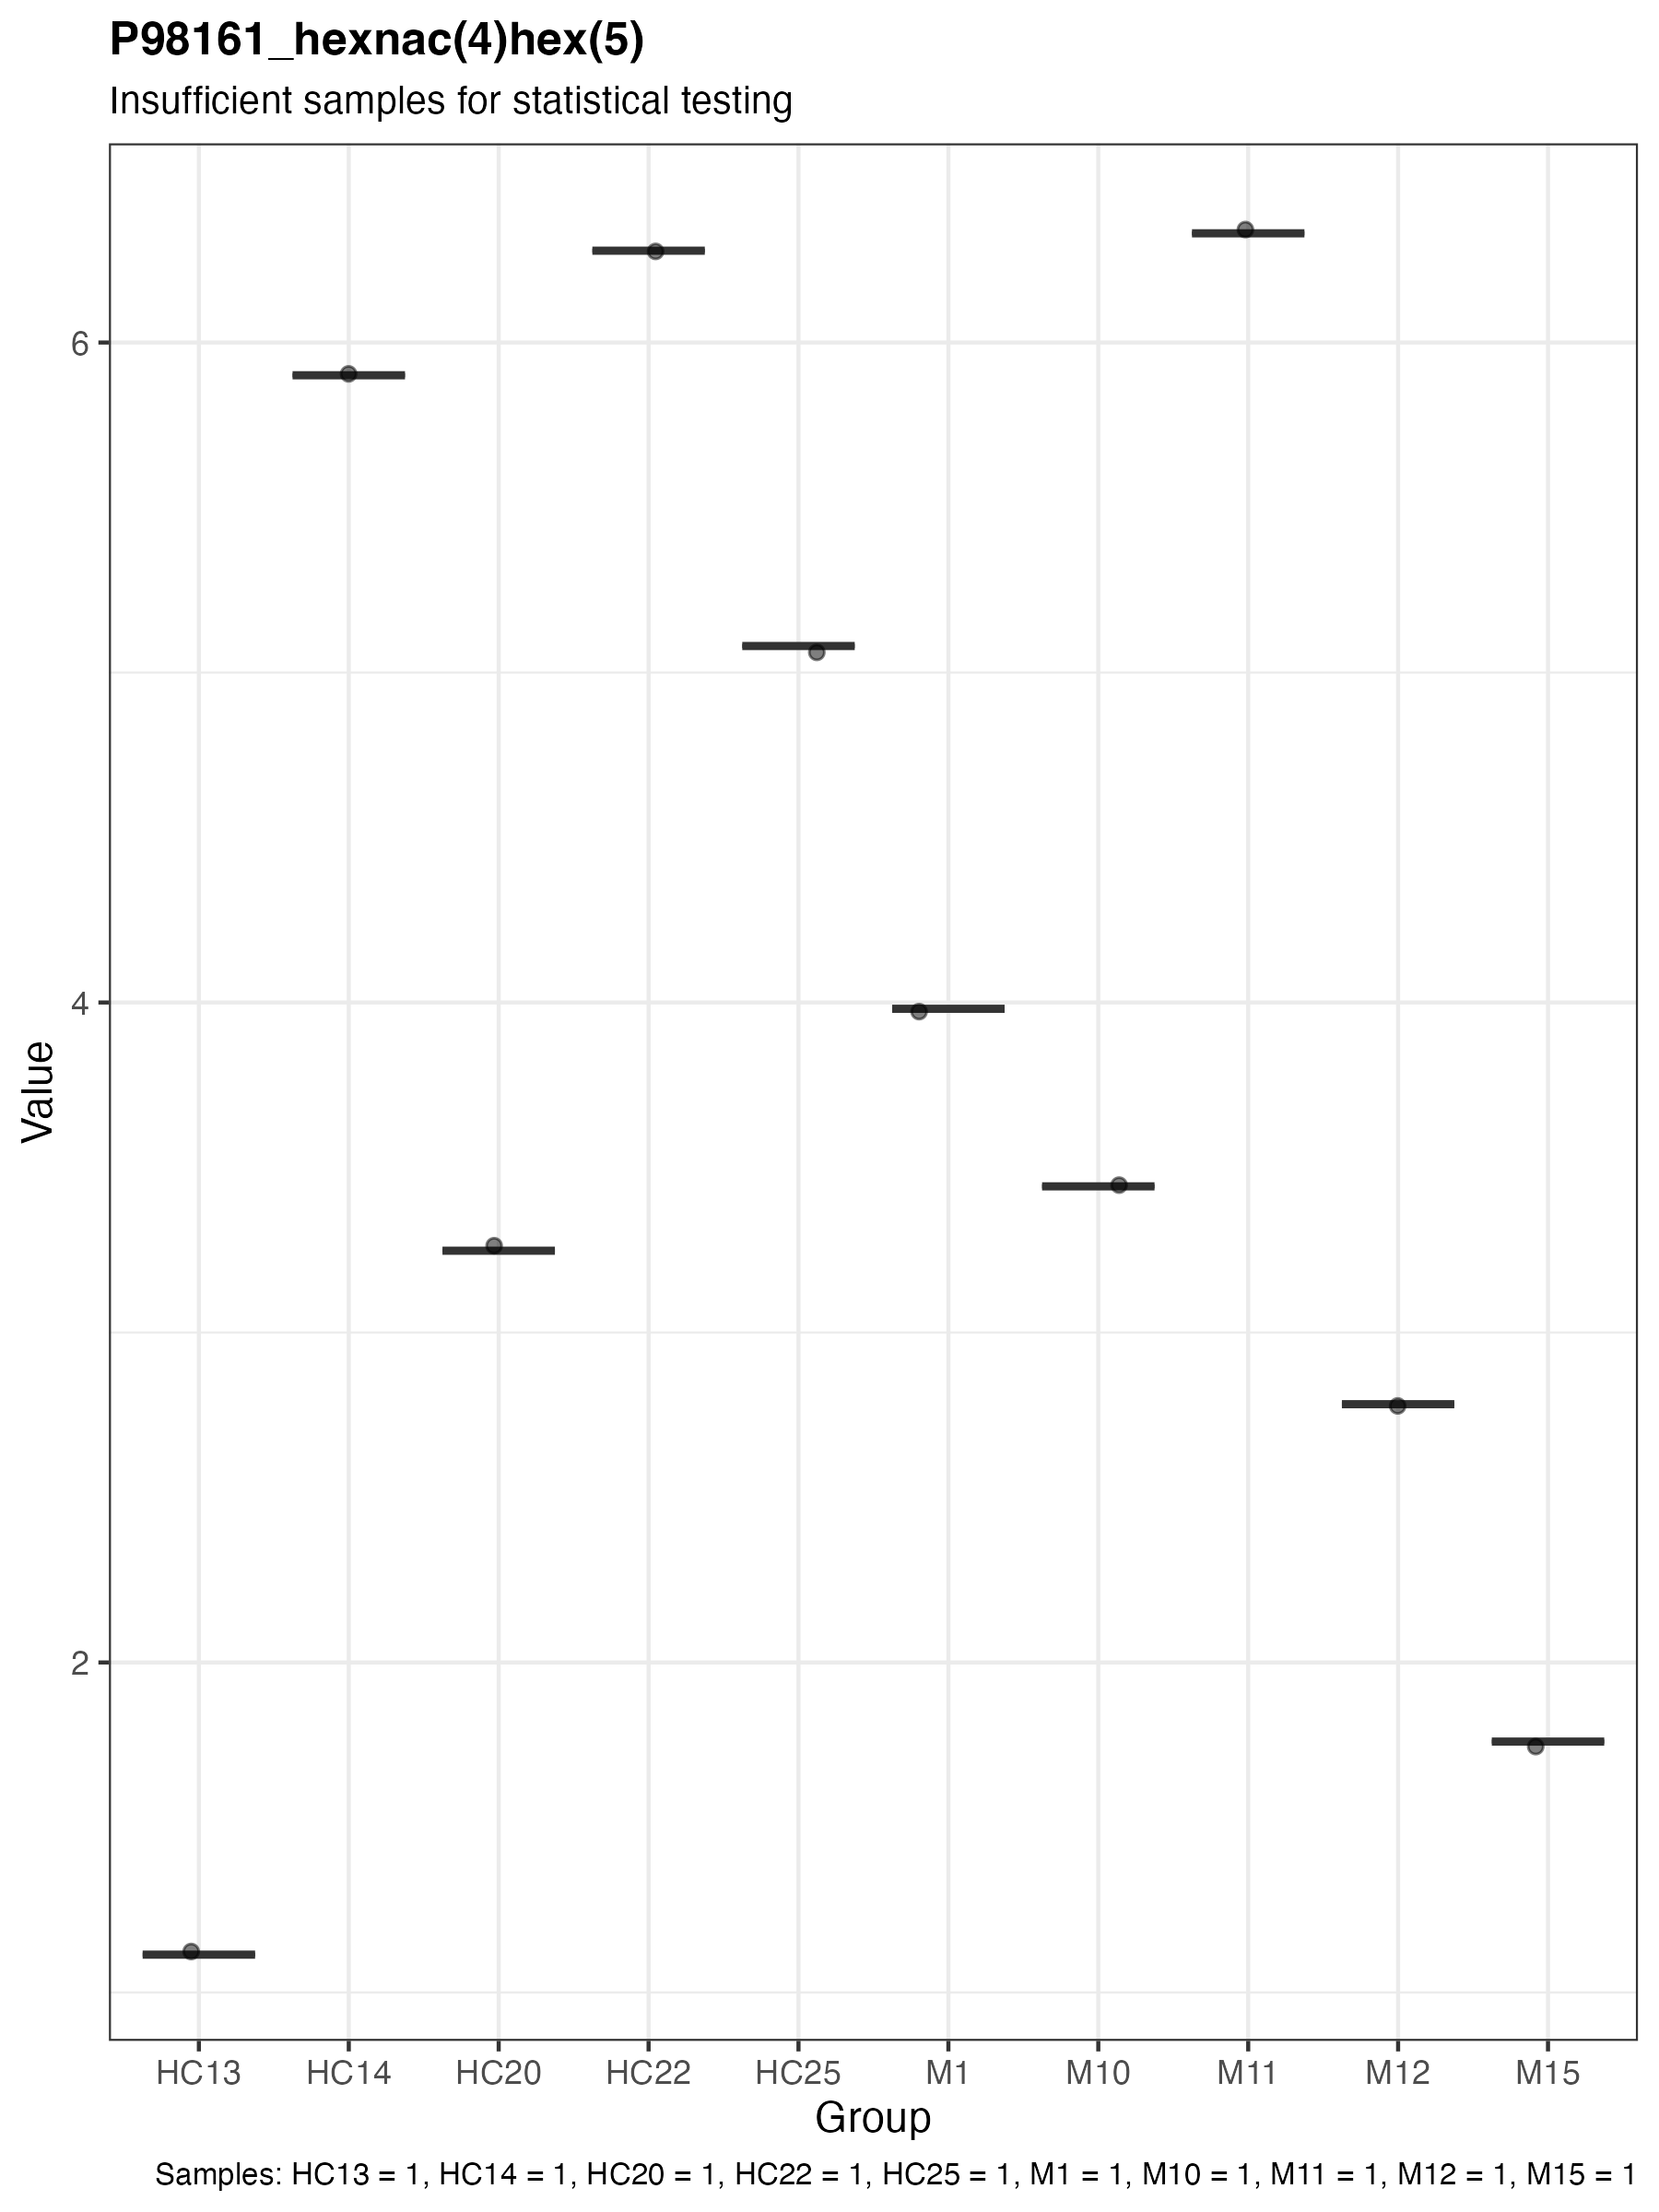 P98161_hexnac(4)hex(5)
Insufficient samples for statistical testing
6
4
2
Value
HC13 HC14 HC20 HC22 HC25 M1 M10 M11 M12 M15
Group
Samples: HC13 = 1, HC14 = 1, HC20 = 1, HC22 = 1, HC25 = 1, M1 = 1, M10 = 1, M11 = 1, M12 = 1, M15 = 1